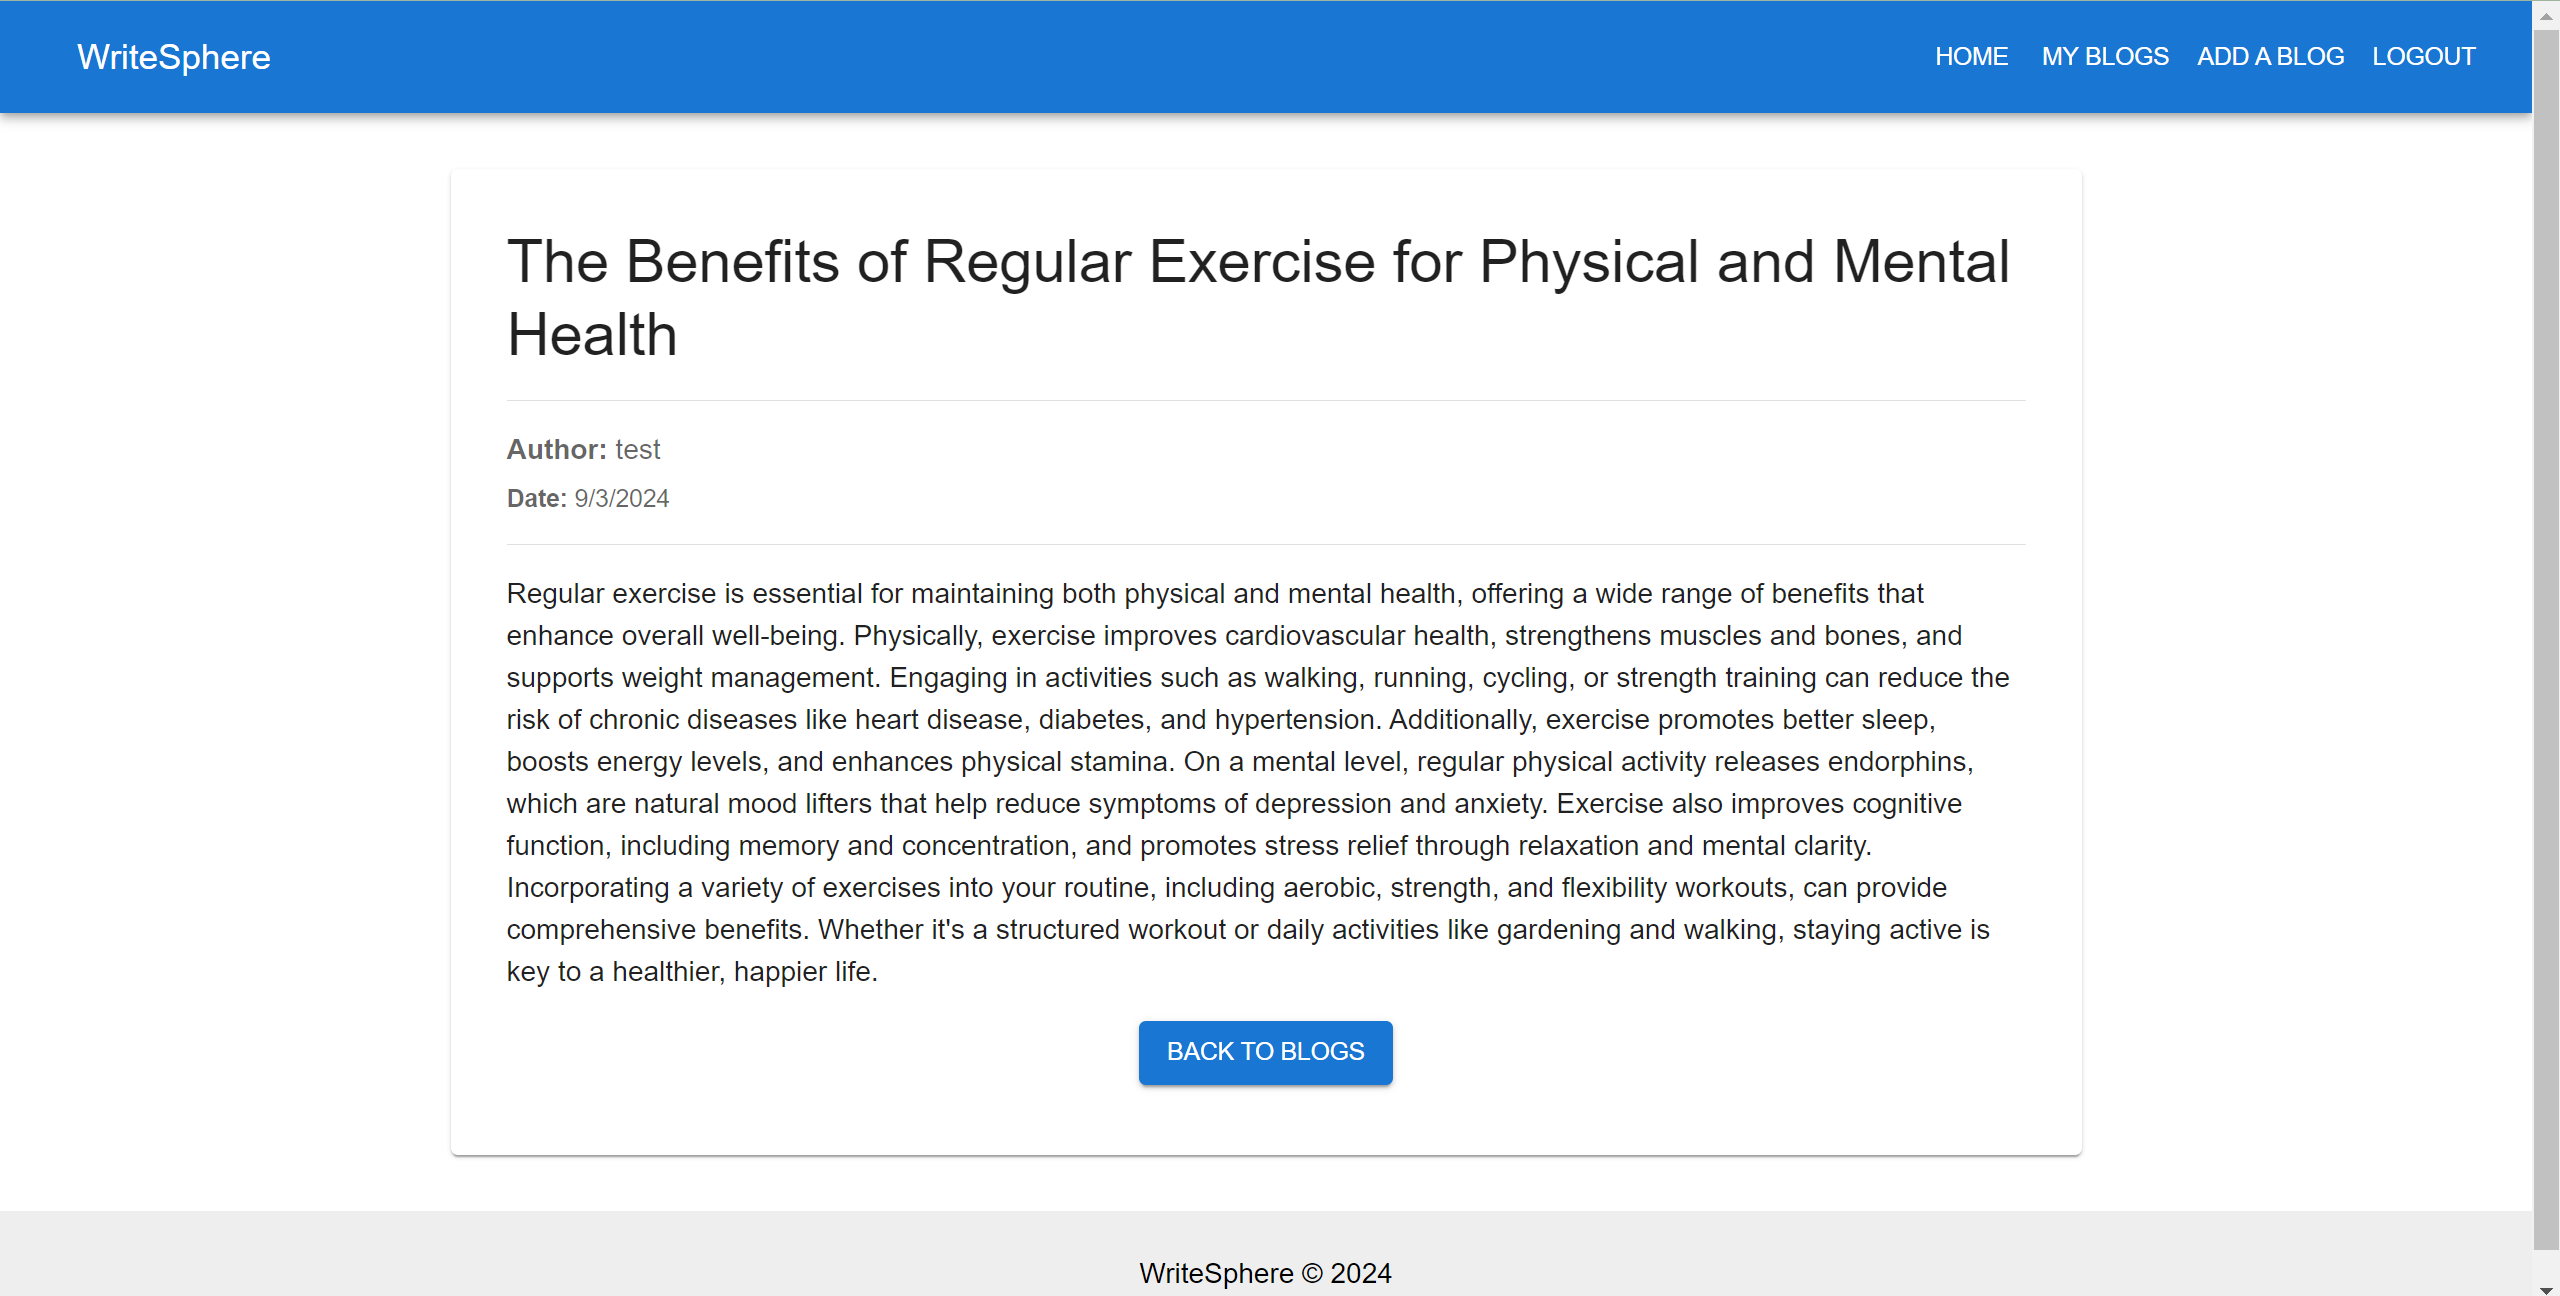 WriteSphere
HOME MY BLOGS ADD A BLOG LOGOUT
The Benefits of Regular Exercise for Physical and Mental
Health
Author: test
Date: 9/3/2024
Regular exercise is essential for maintaining both physical and mental health, offering a wide range of benefits that
enhance overall well-being. Physically, exercise improves cardiovascular health, strengthens muscles and bones, and
supports weight management. Engaging in activities such as walking, running, cycling, or strength training can reduce the
risk of chronic diseases like heart disease, diabetes, and hypertension. Additionally, exercise promotes better sleep,
boosts energy levels, and enhances physical stamina. On a mental level, regular physical activity releases endorphins,
which are natural mood lifters that help reduce symptoms of depression and anxiety. Exercise also improves cognitive
function, including memory and concentration, and promotes stress relief through relaxation and mental clarity.
Incorporating a variety of exercises into your routine, including aerobic, strength, and flexibility workouts, can provide
comprehensive benefits. Whether it's a structured workout or daily activities like gardening and walking, staying active is
key to a healthier, happier life.
BACK TO BLOGS
WriteSphere © 2024